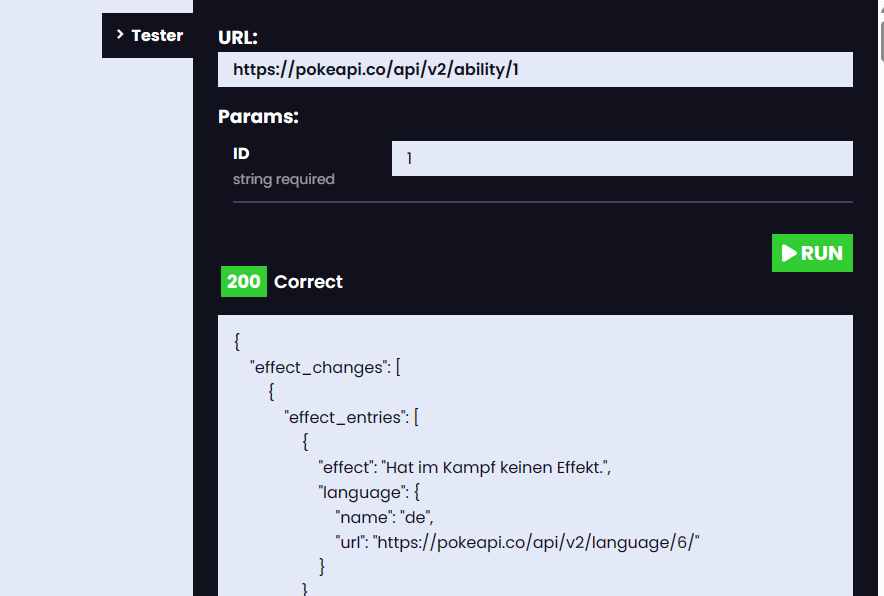 > Tester
URL:
https://pokeapi.co/api/v2/ability/1
Params:
ID
1
string required
RUN
200 Correct
{
"effect_changes": [
{
"effect_entries": [
{
"effect": "Hat im Kampf keinen Effekt.",
"language": {
"name": "de",
"url": "https://pokeapi.co/api/v2/language/6/"
}
}